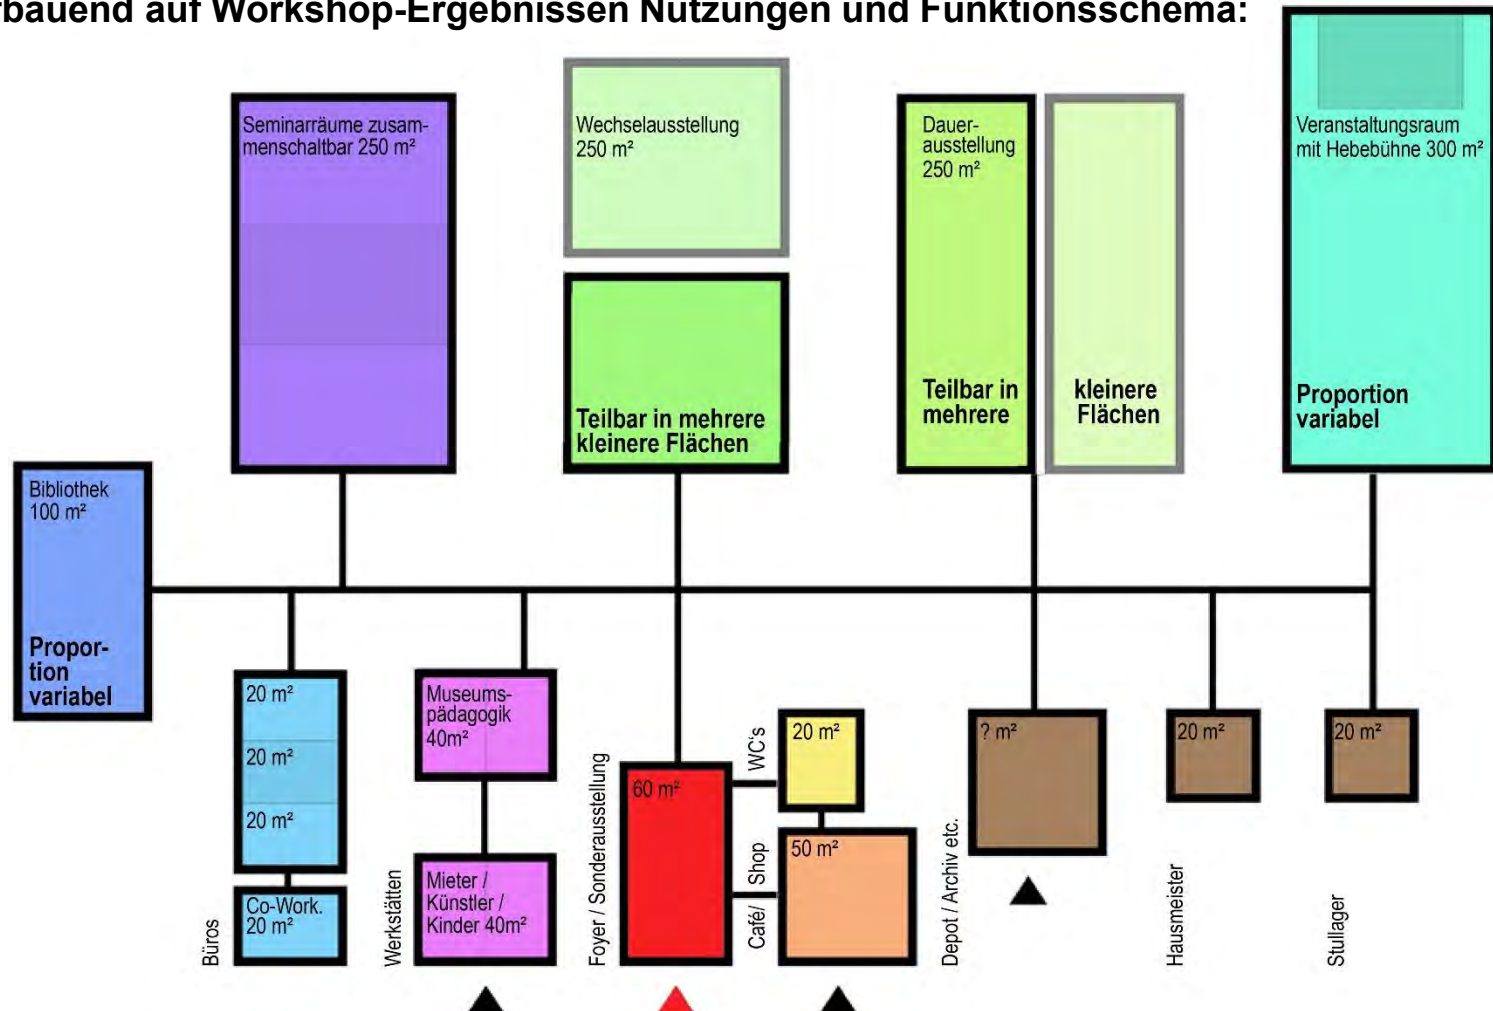 fbauend auf Workshop-Ergebnissen Nutzungen und Funktionsschema:
Seminarräume zusam-
menschaltbar 250 m²
Wechselausstellung
250 m²
Teilbar in mehrere
kleinere Flächen
Dauer-
ausstellung
250 m²
Teilbar in
mehrere
kleinere
Flächen
Veranstaltungsraum
mit Hebebühne 300 m²
Proportion
variabel
Bibliothek
100 m²
Propor-
tion
variabel
Büros
20 m²
20 m²
20 m²
Co-Work.
20 m²
Werkstätten
Museums-
pädagogik
40m²
Mieter /
Künstler /
Kinder 40m²
Foyer / Sonderausstellung
60 m²
WC's
20 m²
Café/ Shop
50 m²
Depot / Archiv etc.
? m²
Hausmeister
20 m²
Stullager
20 m²